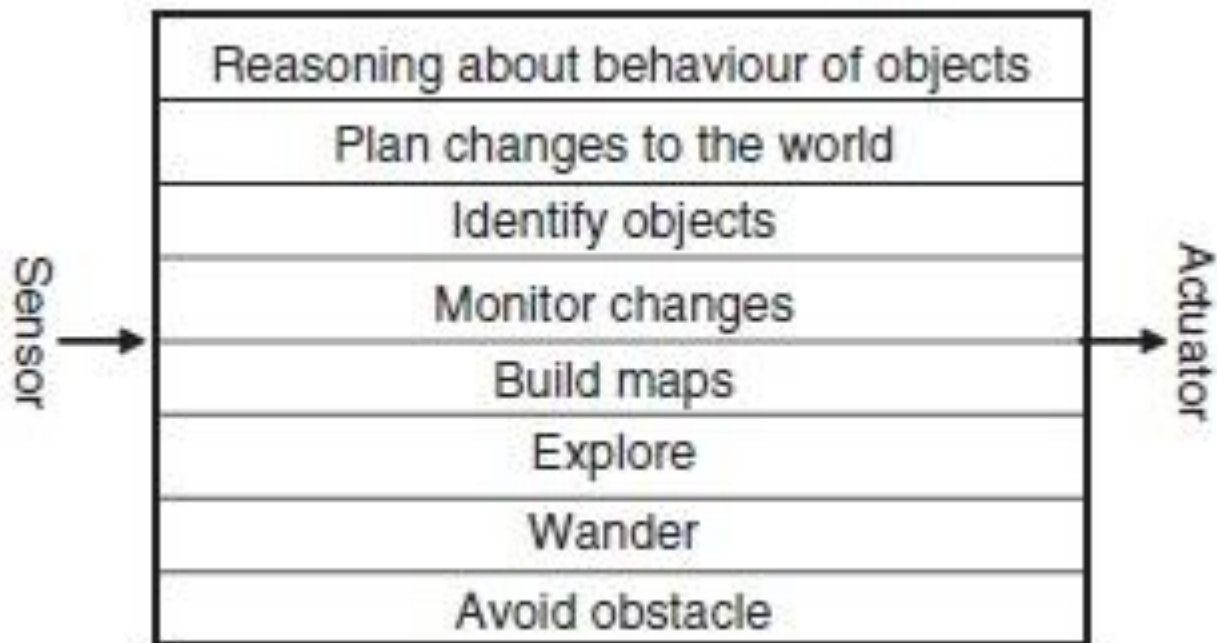 Reasoning about behaviour of objects
Plan changes to the world
Identify objects
Sensor
Monitor changes
Actuator
Build maps
Explore
Wander
Avoid obstacle